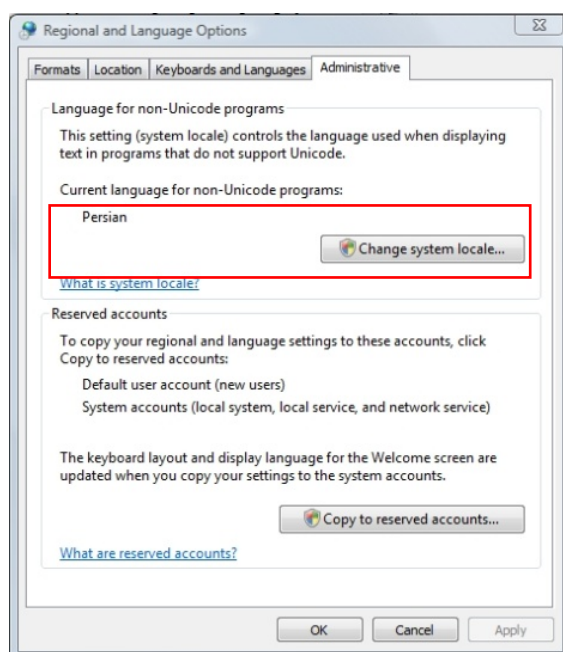 Regional and Language Options
Formats Location Keyboards and Languages Administrative
Language for non-Unicode programs
This setting (system locale) controls the language used when displaying
text in programs that do not support Unicode.
Current language for non-Unicode programs:
Persian
Change system locale...
What is system locale?
Reserved accounts
To copy your regional and language settings to these accounts, click
Copy to reserved accounts:
Default user account (new users)
System accounts (local system, local service, and network service)
The keyboard layout and display language for the Welcome screen are
updated when you copy your settings to the system accounts.
Copy to reserved accounts...
What are reserved accounts?
OK Cancel Apply